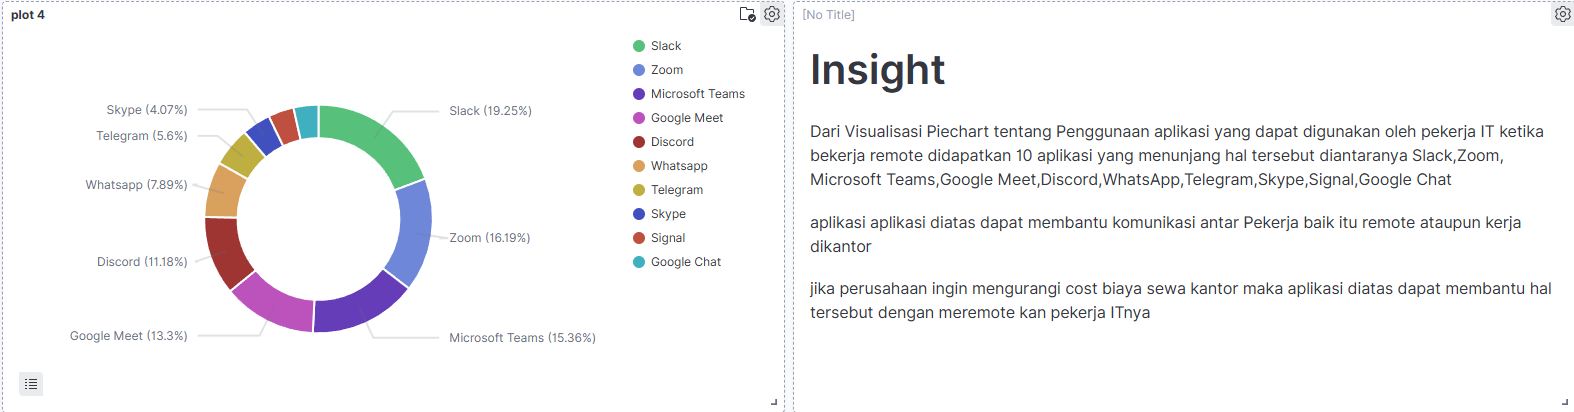 plot 4
Slack (19.25%)
Zoom (16.19%)
Microsoft Teams (15.36%)
Google Meet (13.3%)
Discord (11.18%)
Whatsapp (7.89%)
Telegram (5.6%)
Skype (4.07%)
Slack
Zoom
Microsoft Teams
Google Meet
Discord
Whatsapp
Telegram
Skype
Signal
Google Chat
[No Title]
Insight
Dari Visualisasi Piechart tentang Penggunaan aplikasi yang dapat digunakan oleh pekerja IT ketika
bekerja remote didapatkan 10 aplikasi yang menunjang hal tersebut diantaranya Slack,Zoom,
Microsoft Teams,Google Meet,Discord,WhatsApp,Telegram,Skype,Signal,Google Chat
aplikasi aplikasi diatas dapat membantu komunikasi antar Pekerja baik itu remote ataupun kerja
dikantor
jika perusahaan ingin mengurangi cost biaya sewa kantor maka aplikasi diatas dapat membantu hal
tersebut dengan meremote kan pekerja ITnya